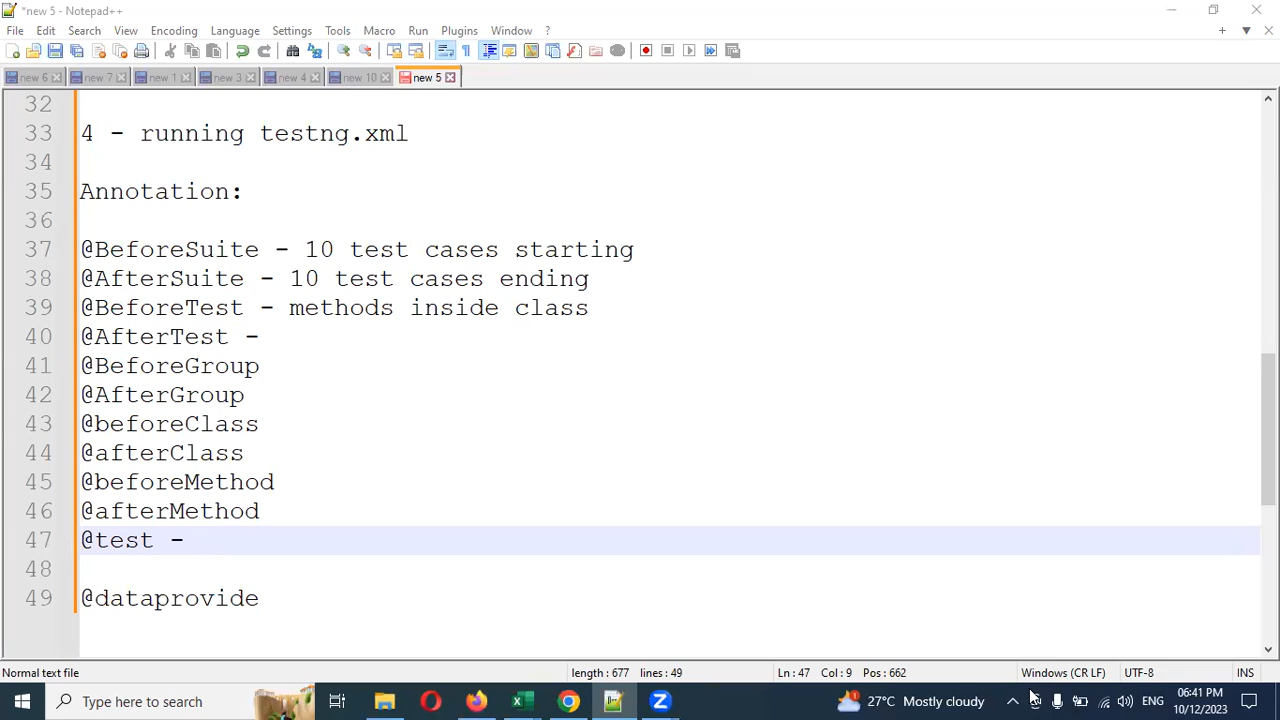 *new 5 - Notepad++
File Edit Search View Encoding Language Settings Tools Macro Run Plugins Window ?
new 6 new 7 new 1 new 3 new 4 new 10 new 5
32
33 4 - running testng.xml
34
35 Annotation:
36
37 @BeforeSuite - 10 test cases starting
38 @AfterSuite - 10 test cases ending
39 @BeforeTest - methods inside class
40 @AfterTest -
41 @BeforeGroup
42 @AfterGroup
43 @beforeClass
44 @afterClass
45 @beforeMethod
46 @afterMethod
47 @test -
48
49 @dataprovide
Normal text file length : 677 lines : 49 Ln : 47 Col : 9 Pos : 662 Windows (CR LF) UTF-8 INS
Type here to search 27°C Mostly cloudy ENG 06:41 PM
10/12/2023